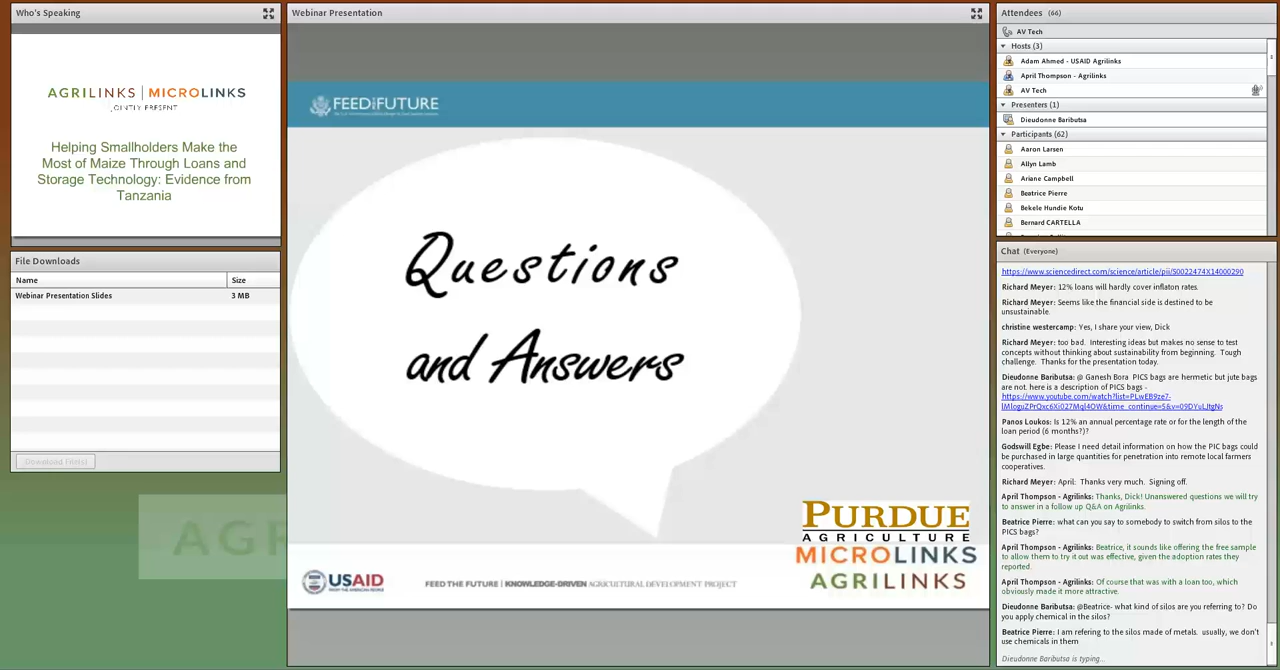 Who's Speaking
AGRILINKS | MICROLINKS
JOINTLY PRESENT
Helping Smallholders Make the
Most of Maize Through Loans and
Storage Technology: Evidence from
Tanzania
File Downloads
Name Size
Webinar Presentation Slides 3 MB
Download File(s)
AGR
Webinar Presentation
FEED THE FUTURE
Questions
and Answers
PURDUE
AGRICULTURE
MICROLINKS
AGRILINKS
USAID
FROM THE AMERICAN PEOPLE
FEED THE FUTURE | KNOWLEDGE-DRIVEN AGRICULTURAL DEVELOPMENT PROJECT
Attendees (66)
AV Tech
Hosts (3)
Adam Ahmed - USAID Agrilinks
April Thompson - Agrilinks
AV Tech
Presenters (1)
Dieudonne Baributsa
Participants (62)
Aaron Larsen
Allyn Lamb
Ariane Campbell
Beatrice Pierre
Bekele Hundie Kotu
Bernard CARTELLA
Chat (Everyone)
https://www.sciencedirect.com/science/article/pii/S0022474X14000290
Richard Meyer: 12% loans will hardly cover inflaton rates.
Richard Meyer: Seems like the financial side is destined to be
unsustainable.
christine westercamp: Yes, I share your view, Dick
Richard Meyer: too bad. Interesting ideas but makes no sense to test
concepts without thinking about sustainability from beginning. Tough
challenge. Thanks for the presentation today.
Dieudonne Baributsa: @ Ganesh Bora PICS bags are hermetic but jute bags
are not. here is a description of PICS bags -
https://www.youtube.com/watch?list=PLwEB9ze7-
Panos Loukos: Is 12% an annual percentage rate or for the length of the
loan period (6 months?)?
Godswill Egbe: Please I need detail information on how the PIC bags could
be purchased in large quantities for penetration into remote local farmers
cooperatives.
Richard Meyer: April: Thanks very much. Signing off.
April Thompson - Agrilinks: Thanks, Dick! Unanswered questions we will try
to answer in a follow up Q&A on Agrilinks.
Beatrice Pierre: what can you say to somebody to switch from silos to the
PICS bags?
April Thompson - Agrilinks: Beatrice, it sounds like offering the free sample
to allow them to try it out was effective, given the adoption rates they
reported.
April Thompson - Agrilinks: Of course that was with a loan too, which
obviously made it more attractive.
Dieudonne Baributsa: @Beatrice- what kind of silos are you referring to? Do
you apply chemical in the silos?
Beatrice Pierre: I am refering to the silos made of metals. usually, we don't
use chemicals in them
Dieudonne Baributsa is typing...